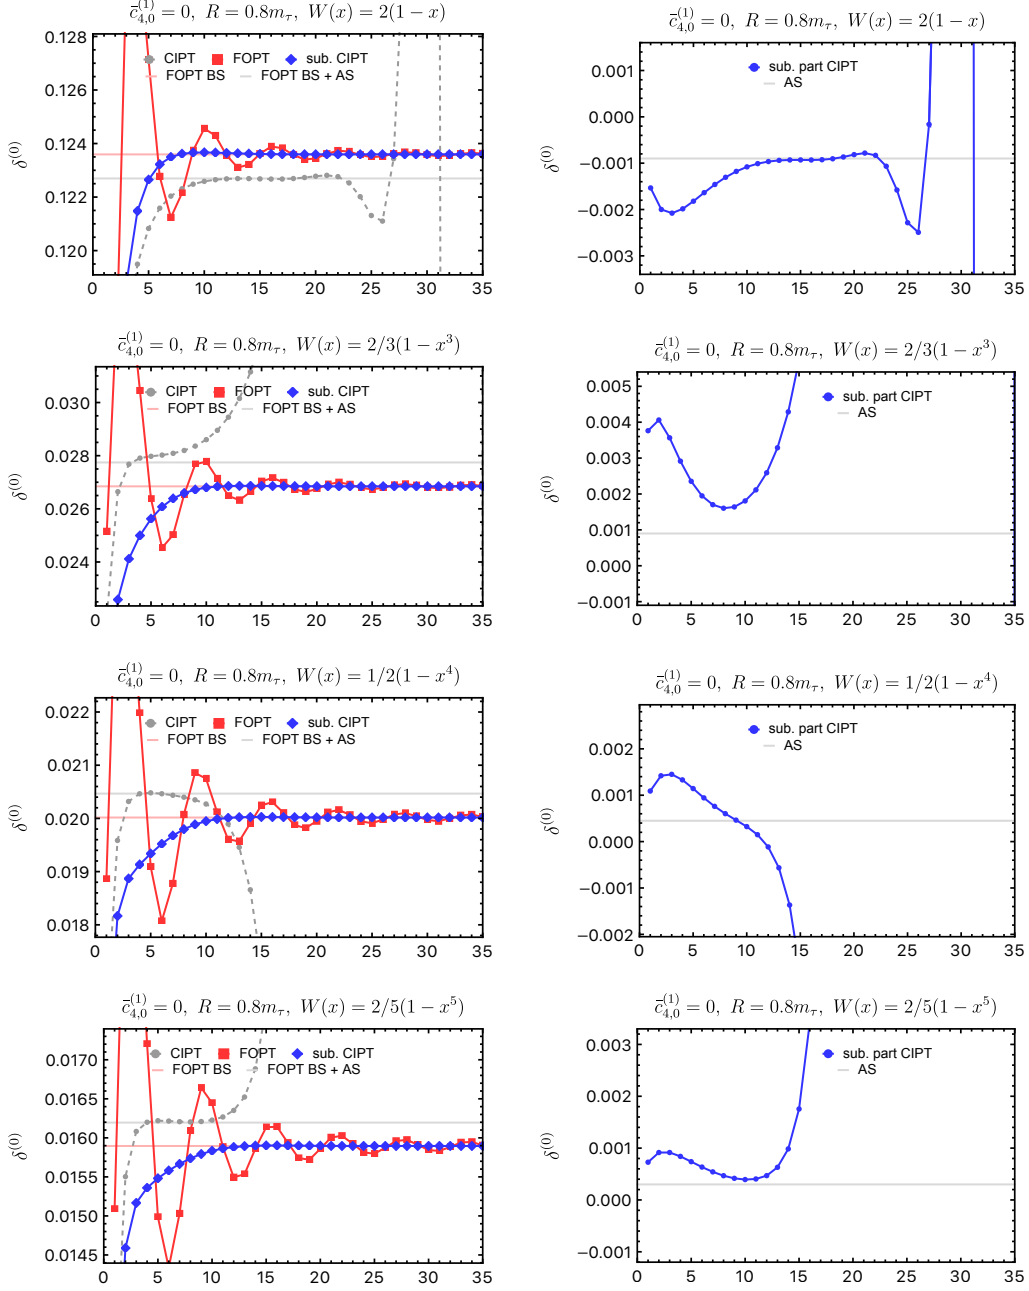 c̄₄,₀⁽¹⁾ = 0, R = 0.8m_τ, W(x) = 2(1 − x)
0.128
0.126
0.124
0.122
0.120
δ⁽⁰⁾
CIPT FOPT sub. CIPT
FOPT BS FOPT BS + AS
0 5 10 15 20 25 30 35
c̄₄,₀⁽¹⁾ = 0, R = 0.8m_τ, W(x) = 2(1 − x)
0.001
0.000
−0.001
−0.002
−0.003
δ⁽⁰⁾
sub. part CIPT
AS
0 5 10 15 20 25 30 35
c̄₄,₀⁽¹⁾ = 0, R = 0.8m_τ, W(x) = 2/3(1 − x³)
0.030
0.028
0.026
0.024
δ⁽⁰⁾
CIPT FOPT sub. CIPT
FOPT BS FOPT BS + AS
0 5 10 15 20 25 30 35
c̄₄,₀⁽¹⁾ = 0, R = 0.8m_τ, W(x) = 2/3(1 − x³)
0.005
0.004
0.003
0.002
0.001
0.000
−0.001
δ⁽⁰⁾
sub. part CIPT
AS
0 5 10 15 20 25 30 35
c̄₄,₀⁽¹⁾ = 0, R = 0.8m_τ, W(x) = 1/2(1 − x⁴)
0.022
0.021
0.020
0.019
0.018
δ⁽⁰⁾
CIPT FOPT sub. CIPT
FOPT BS FOPT BS + AS
0 5 10 15 20 25 30 35
c̄₄,₀⁽¹⁾ = 0, R = 0.8m_τ, W(x) = 1/2(1 − x⁴)
0.002
0.001
0.000
−0.001
−0.002
δ⁽⁰⁾
sub. part CIPT
AS
0 5 10 15 20 25 30 35
c̄₄,₀⁽¹⁾ = 0, R = 0.8m_τ, W(x) = 2/5(1 − x⁵)
0.0170
0.0165
0.0160
0.0155
0.0150
0.0145
δ⁽⁰⁾
CIPT FOPT sub. CIPT
FOPT BS FOPT BS + AS
0 5 10 15 20 25 30 35
c̄₄,₀⁽¹⁾ = 0, R = 0.8m_τ, W(x) = 2/5(1 − x⁵)
0.003
0.002
0.001
0.000
−0.001
δ⁽⁰⁾
sub. part CIPT
AS
0 5 10 15 20 25 30 35